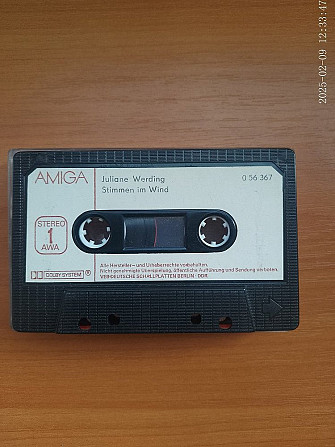 2025-02-09 12:33:47
AMIGA
Juliane Werding
Stimmen im Wind
0 56 367
STEREO
1
AWA
DOLBY SYSTEM ®
Alle Hersteller- und Urheberrechte vorbehalten.
Nicht genehmigte Überspielung, öffentliche Aufführung und Sendung verboten.
VEB DEUTSCHE SCHALLPLATTEN BERLIN · DDR